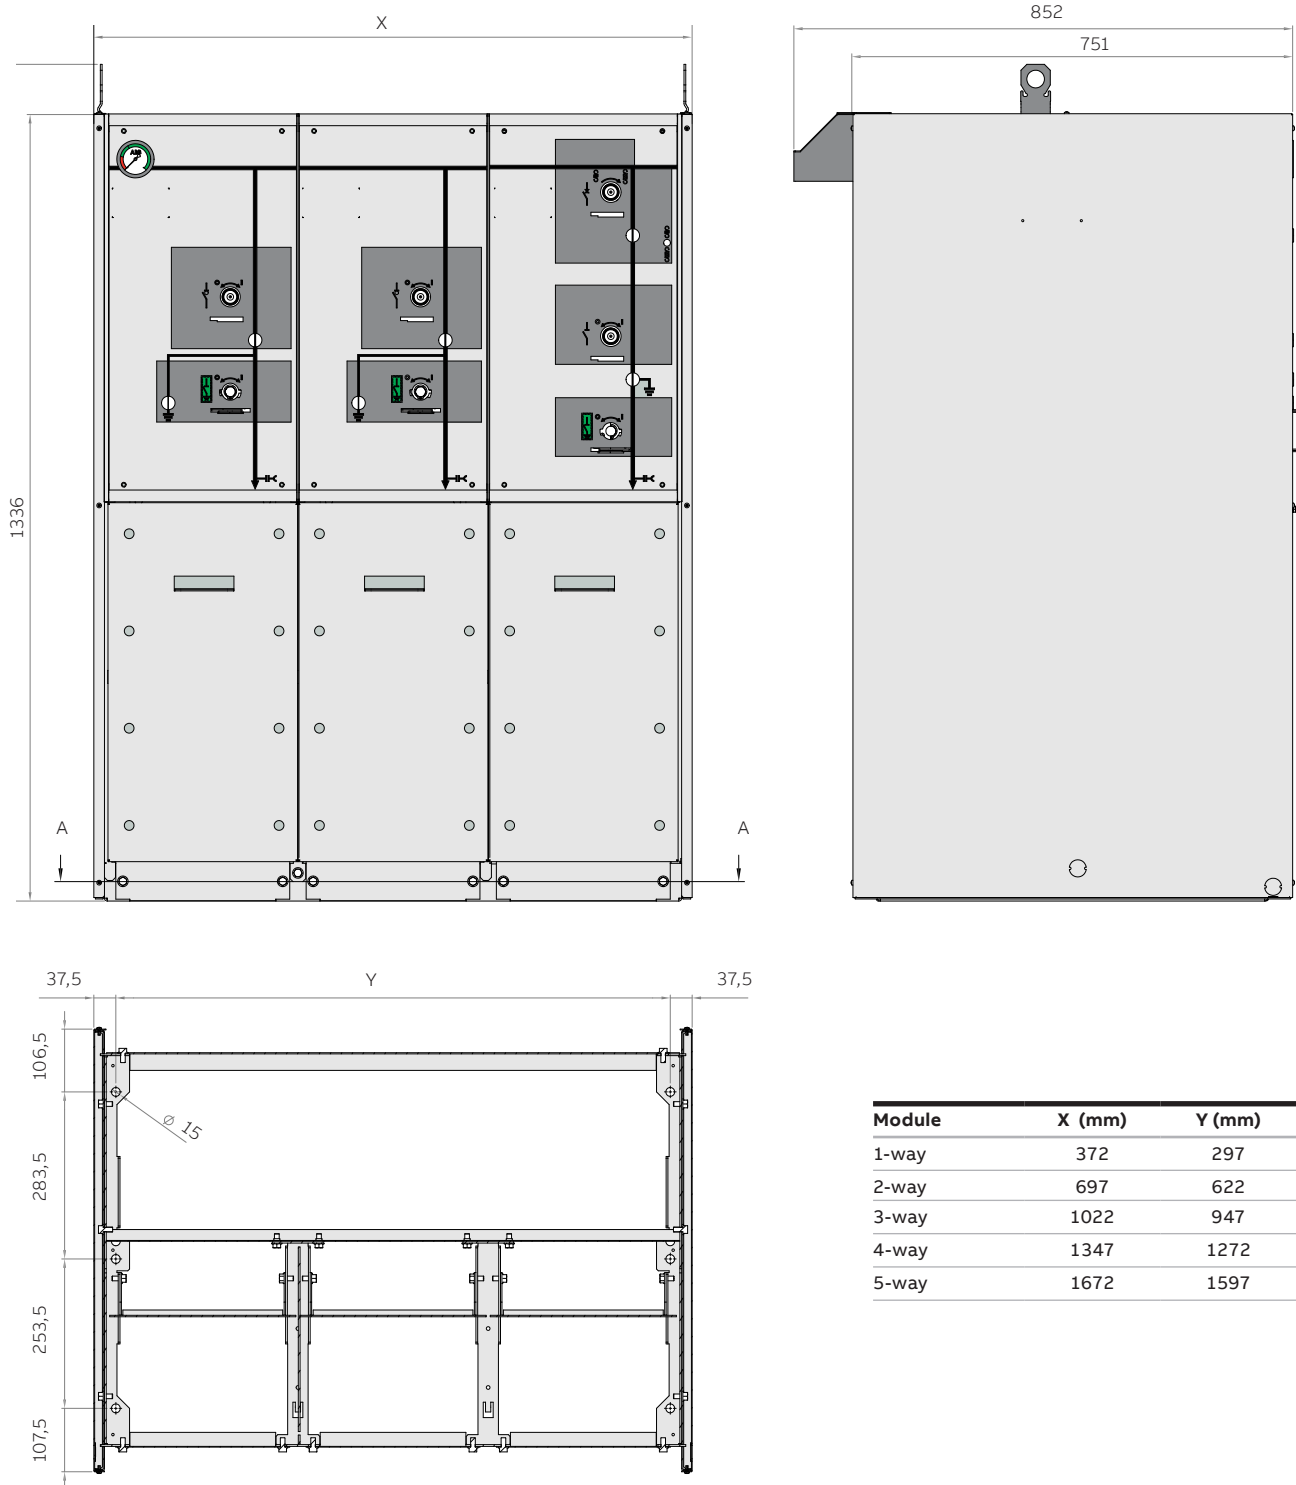 X
852
751
ABB
1336
A
A
37,5
Y
37,5
106,5
283,5
253,5
107,5
⌀ 15
Module X (mm) Y (mm)
1-way 372 297
2-way 697 622
3-way 1022 947
4-way 1347 1272
5-way 1672 1597